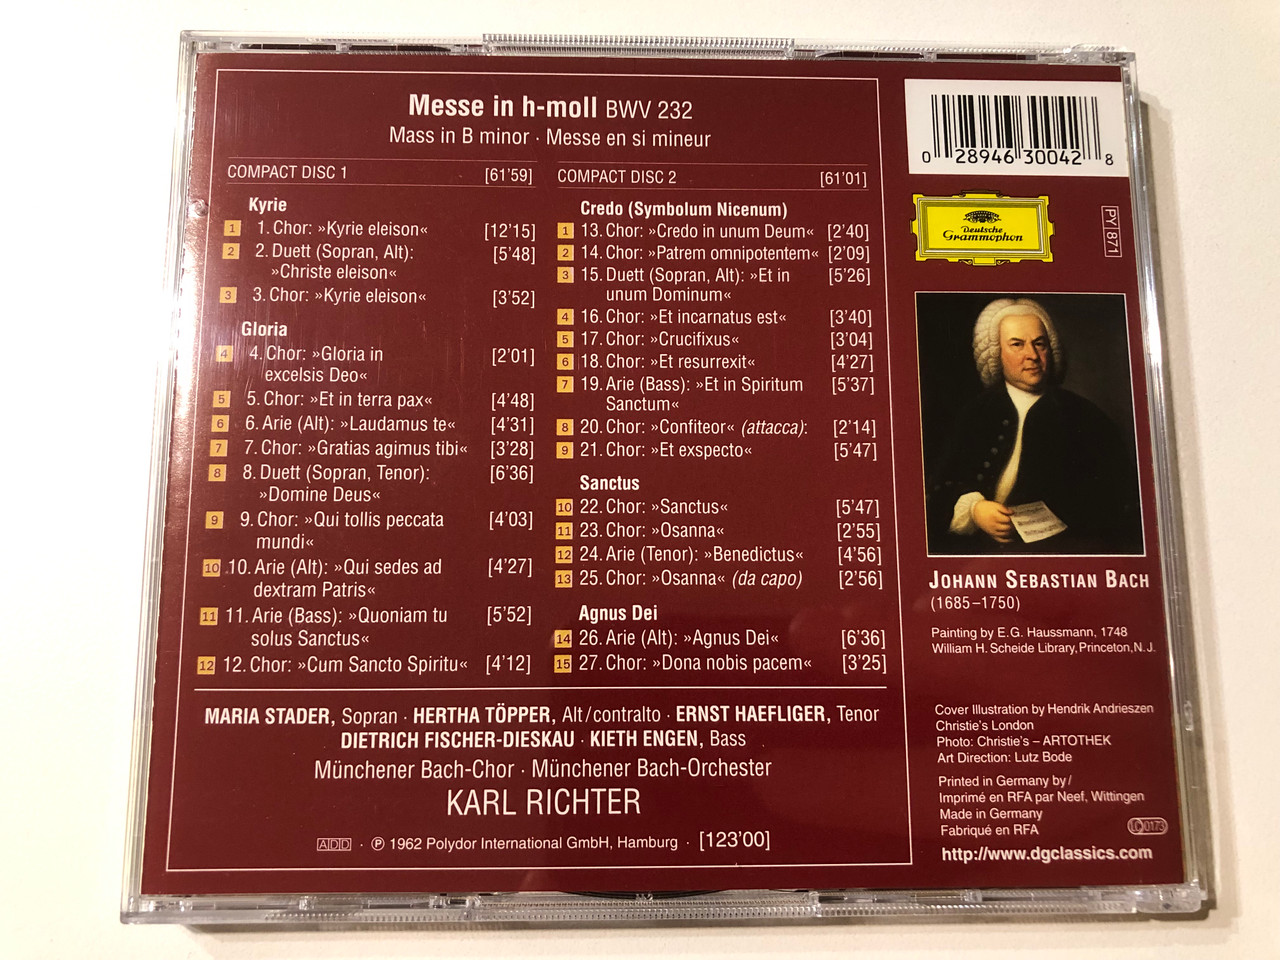 Messe in h-moll BWV 232
Mass in B minor · Messe en si mineur
COMPACT DISC 1 [61'59]
Kyrie
1 1. Chor: »Kyrie eleison« [12'15]
2 2. Duett (Sopran, Alt): [5'48]
»Christe eleison«
3 3. Chor: »Kyrie eleison« [3'52]
Gloria
4 4. Chor: »Gloria in [2'01]
excelsis Deo«
5 5. Chor: »Et in terra pax« [4'48]
6 6. Arie (Alt): »Laudamus te« [4'31]
7 7. Chor: »Gratias agimus tibi« [3'28]
8 8. Duett (Sopran, Tenor): [6'36]
»Domine Deus«
9 9. Chor: »Qui tollis peccata [4'03]
mundi«
10 10. Arie (Alt): »Qui sedes ad [4'27]
dextram Patris«
11 11. Arie (Bass): »Quoniam tu [5'52]
solus Sanctus«
12 12. Chor: »Cum Sancto Spiritu« [4'12]
COMPACT DISC 2 [61'01]
Credo (Symbolum Nicenum)
1 13. Chor: »Credo in unum Deum« [2'40]
2 14. Chor: »Patrem omnipotentem« [2'09]
3 15. Duett (Sopran, Alt): »Et in [5'26]
unum Dominum«
4 16. Chor: »Et incarnatus est« [3'40]
5 17. Chor: »Crucifixus« [3'04]
6 18. Chor: »Et resurrexit« [4'27]
7 19. Arie (Bass): »Et in Spiritum [5'37]
Sanctum«
8 20. Chor: »Confiteor« (attacca): [2'14]
9 21. Chor: »Et exspecto« [5'47]
Sanctus
10 22. Chor: »Sanctus« [5'47]
11 23. Chor: »Osanna« [2'55]
12 24. Arie (Tenor): »Benedictus« [4'56]
13 25. Chor: »Osanna« (da capo) [2'56]
Agnus Dei
14 26. Arie (Alt): »Agnus Dei« [6'36]
15 27. Chor: »Dona nobis pacem« [3'25]
MARIA STADER, Sopran · HERTHA TÖPPER, Alt/contralto · ERNST HAEFLIGER, Tenor
DIETRICH FISCHER-DIESKAU · KIETH ENGEN, Bass
Münchener Bach-Chor · Münchener Bach-Orchester
KARL RICHTER
ADD · ℗ 1962 Polydor International GmbH, Hamburg · [123'00]
0 28946 30042 8
Deutsche
Grammophon
PY 871
JOHANN SEBASTIAN BACH
(1685–1750)
Painting by E.G. Haussmann, 1748
William H. Scheide Library, Princeton, N.J.
Cover Illustration by Hendrik Andrieszen
Christie's London
Photo: Christie's – ARTOTHEK
Art Direction: Lutz Bode
Printed in Germany by/
Imprimé en RFA par Neef, Wittingen
Made in Germany
Fabriqué en RFA
LC 0173
http://www.dgclassics.com